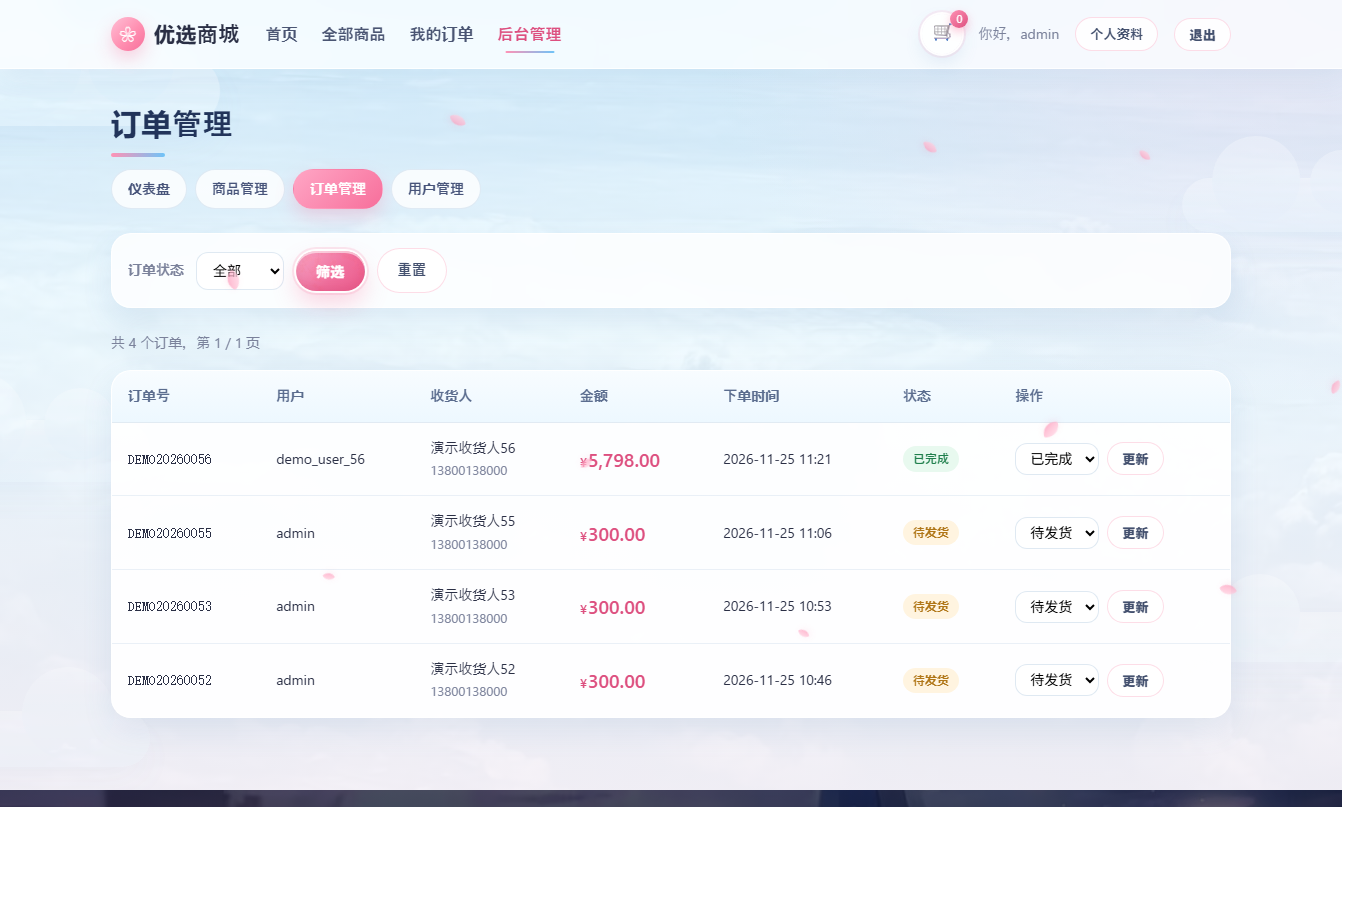 优选商城 首页 全部商品 我的订单 后台管理 0 你好，admin 个人资料 退出
订单管理
仪表盘 商品管理 订单管理 用户管理
订单状态 全部 筛选 重置
共 4 个订单，第 1 / 1 页
订单号 用户 收货人 金额 下单时间 状态 操作
DEMO20260056 demo_user_56 演示收货人56 13800138000 ¥5,798.00 2026-11-25 11:21 已完成 已完成 更新
DEMO20260055 admin 演示收货人55 13800138000 ¥300.00 2026-11-25 11:06 待发货 待发货 更新
DEMO20260053 admin 演示收货人53 13800138000 ¥300.00 2026-11-25 10:53 待发货 待发货 更新
DEMO20260052 admin 演示收货人52 13800138000 ¥300.00 2026-11-25 10:46 待发货 待发货 更新